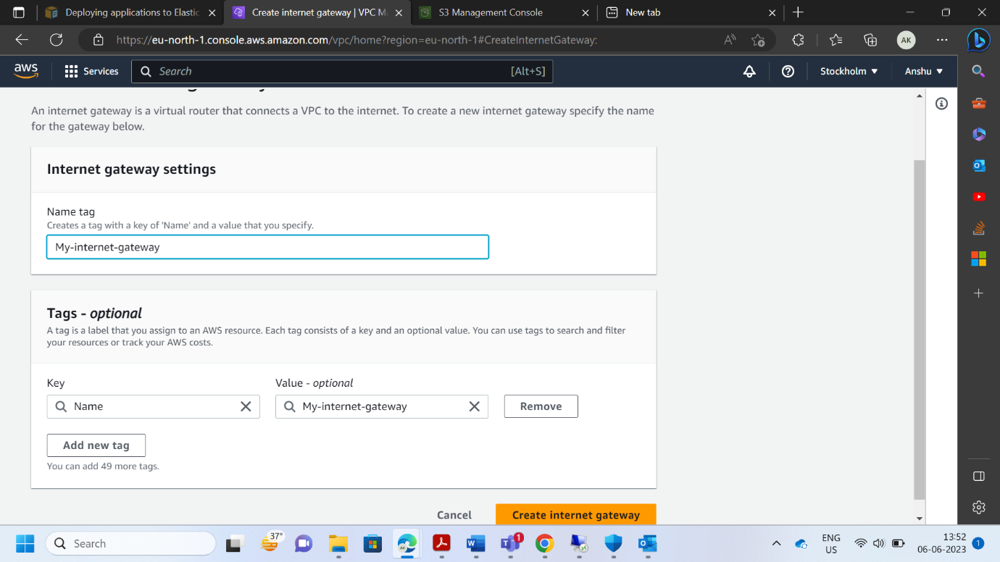 Deploying applications to Elastic
Create internet gateway | VPC M
S3 Management Console
New tab
https://eu-north-1.console.aws.amazon.com/vpc/home?region=eu-north-1#CreateInternetGateway:
AK
aws
Services
Search
[Alt+S]
Stockholm
Anshu
An internet gateway is a virtual router that connects a VPC to the internet. To create a new internet gateway specify the name
for the gateway below.
Internet gateway settings
Name tag
Creates a tag with a key of 'Name' and a value that you specify.
My-internet-gateway
Tags - optional
A tag is a label that you assign to an AWS resource. Each tag consists of a key and an optional value. You can use tags to search and filter
your resources or track your AWS costs.
Key
Value - optional
Name
My-internet-gateway
Remove
Add new tag
You can add 49 more tags.
Cancel
Create internet gateway
Search
37°
1
ENG
US
13:52
06-06-2023
1